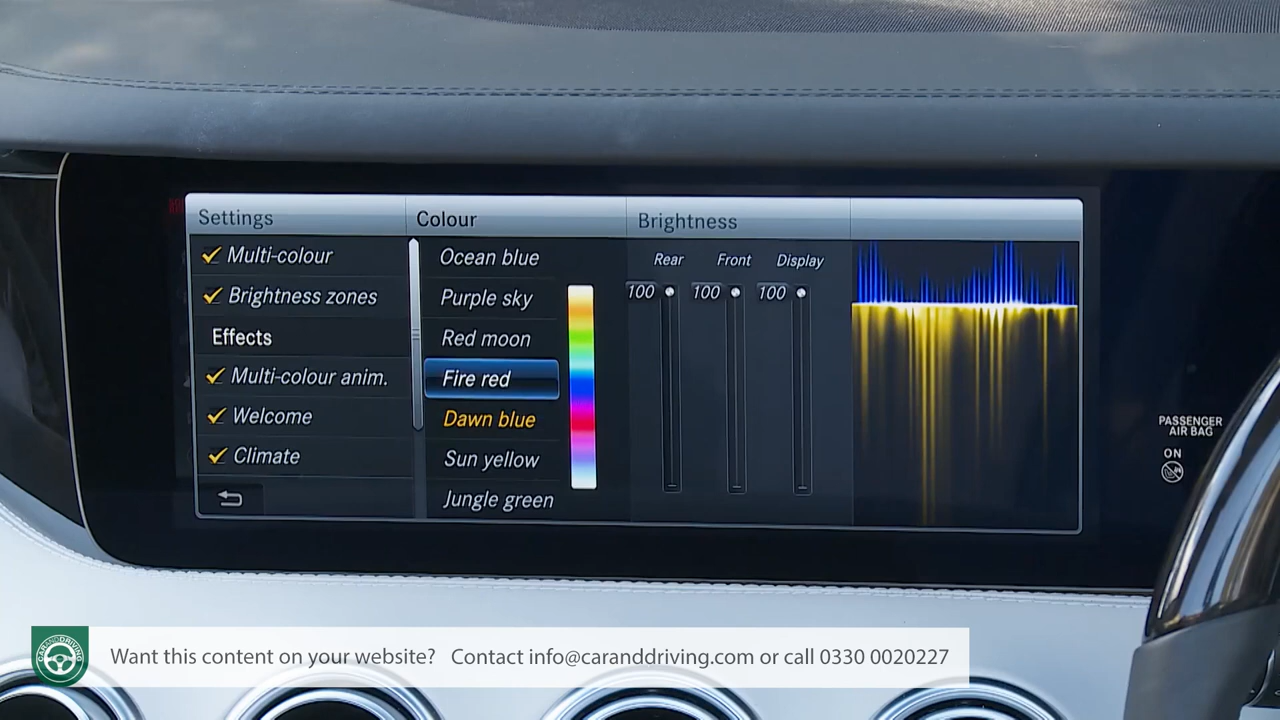 Settings
Colour
Brightness
Multi-colour
Brightness zones
Effects
Multi-colour anim.
Welcome
Climate
Ocean blue
Purple sky
Red moon
Fire red
Dawn blue
Sun yellow
Jungle green
Rear Front Display
100 100 100
PASSENGER
AIR BAG
ON
CARANDDRIVING
Want this content on your website? Contact info@caranddriving.com or call 0330 0020227